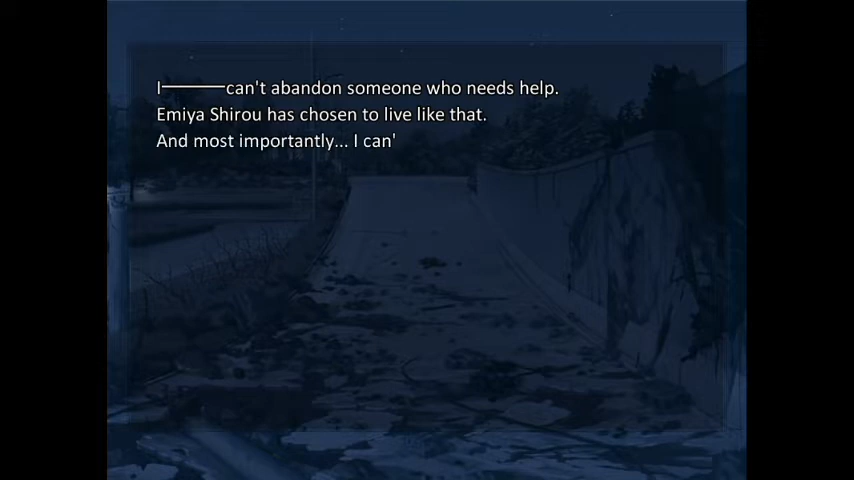 I————can't abandon someone who needs help.
Emiya Shirou has chosen to live like that.
And most importantly... I can'